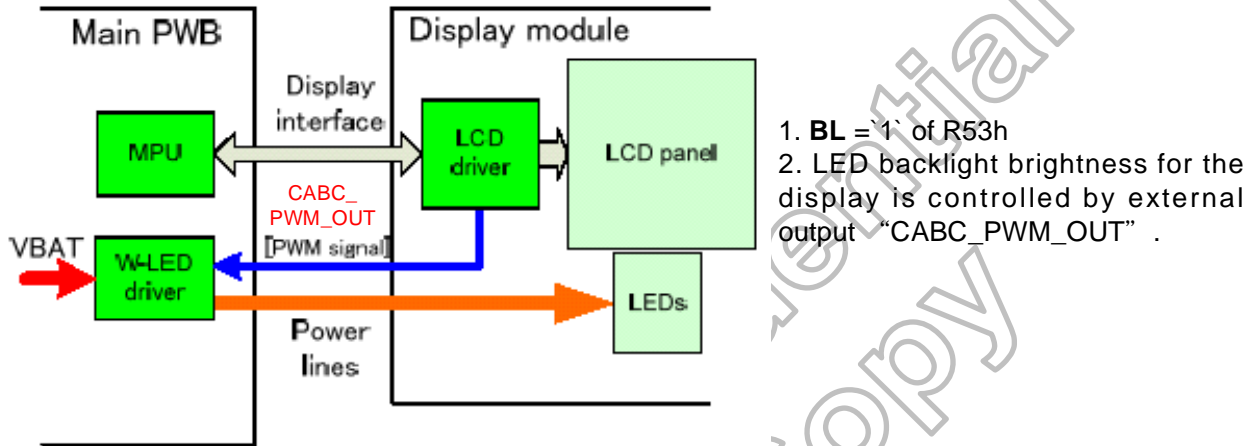 Main PWB
Display module
Display
interface
MPU
LCD
driver
LCD panel
CABC_
PWM_OUT
[PWM signal]
VBAT
W-LED
driver
LEDs
Power
lines
1. BL =`1` of R53h
2. LED backlight brightness for the
display is controlled by external
output “CABC_PWM_OUT” .